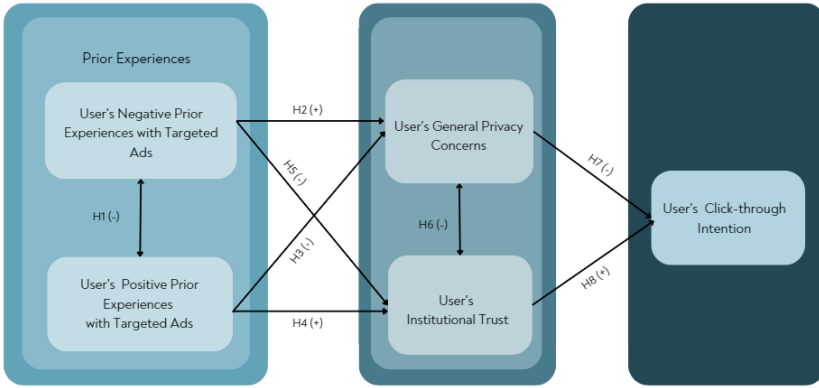 Prior Experiences
User's Negative Prior
Experiences with Targeted
Ads
H1 (-)
User's Positive Prior
Experiences
with Targeted Ads
H2 (+)
H5 (-)
H3 (-)
H4 (+)
User's General Privacy
Concerns
H6 (-)
User's
Institutional Trust
H7 (-)
H8 (+)
User's Click-through
Intention